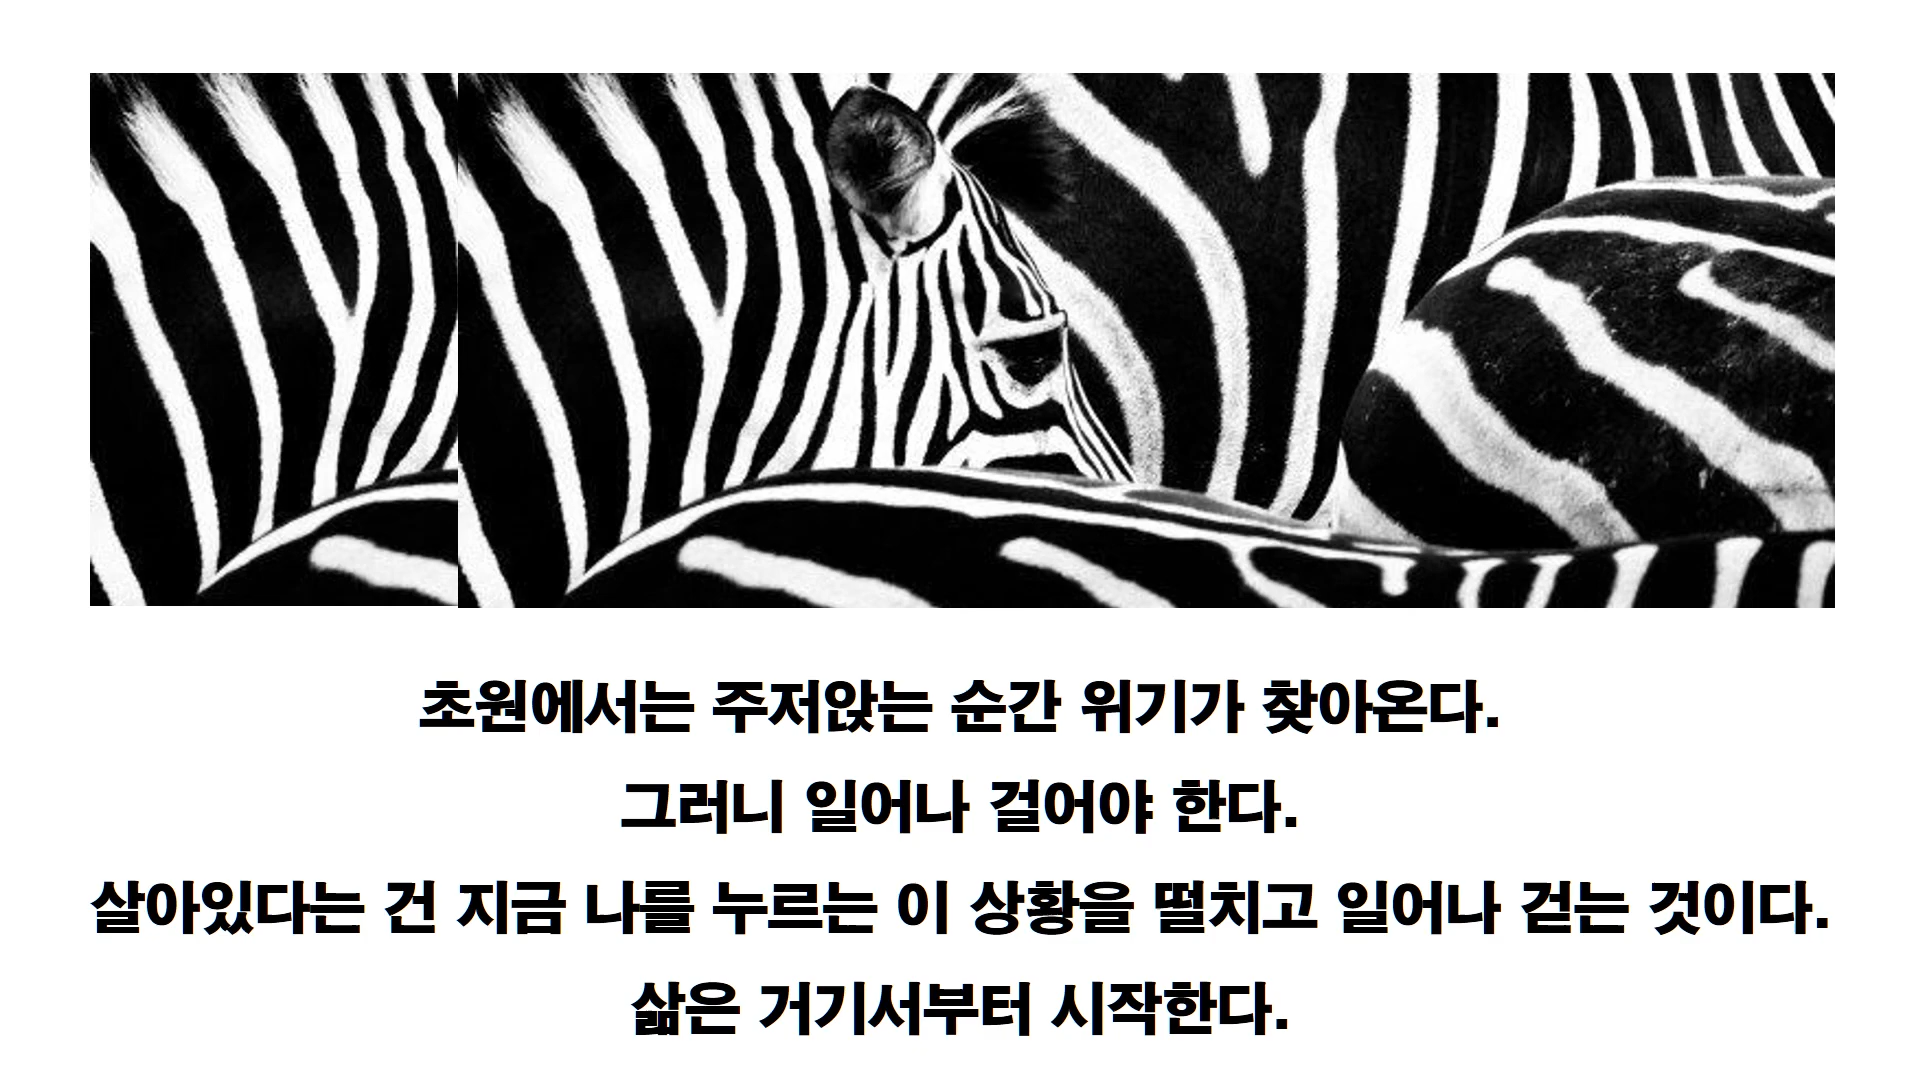 초원에서는 주저앉는 순간 위기가 찾아온다.
그러니 일어나 걸어야 한다.
살아있다는 건 지금 나를 누르는 이 상황을 떨치고 일어나 걷는 것이다.
삶은 거기서부터 시작한다.